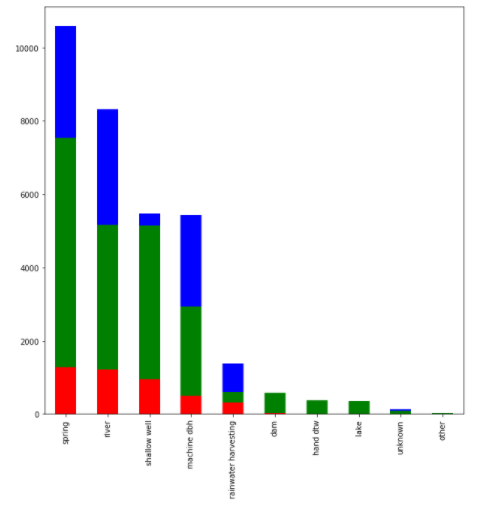 10000
8000
6000
4000
2000
0
spring
river
shallow well
machine dbh
rainwater harvesting
dam
hand dtw
lake
unknown
other